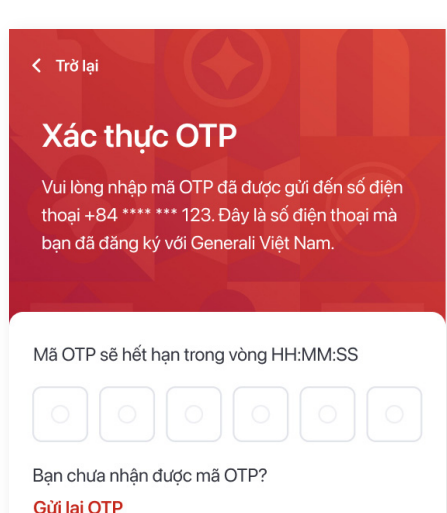 Trở lại
Xác thực OTP
Vui lòng nhập mã OTP đã được gửi đến số điện
thoại +84 **** *** 123. Đây là số điện thoại mà
bạn đã đăng ký với Generali Việt Nam.
Mã OTP sẽ hết hạn trong vòng HH:MM:SS
Bạn chưa nhận được mã OTP?
Gửi lại OTP